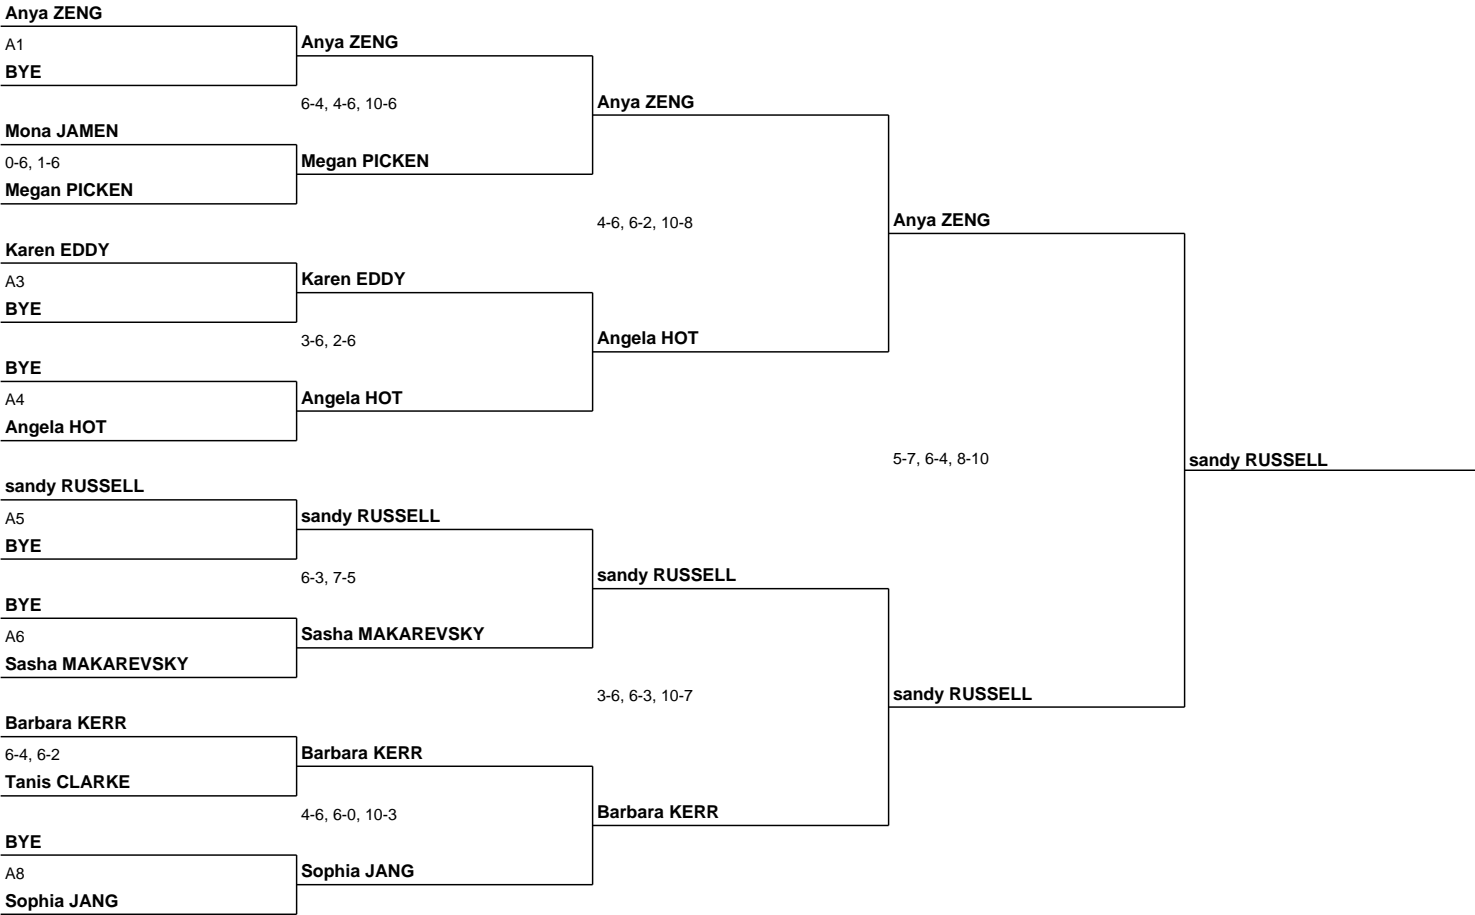 Anya ZENG
A1
BYE
Mona JAMEN
0-6, 1-6
Megan PICKEN
Karen EDDY
A3
BYE
BYE
A4
Angela HOT
sandy RUSSELL
A5
BYE
BYE
A6
Sasha MAKAREVSKY
Barbara KERR
6-4, 6-2
Tanis CLARKE
BYE
A8
Sophia JANG
Anya ZENG
6-4, 4-6, 10-6
Megan PICKEN
Karen EDDY
3-6, 2-6
Angela HOT
sandy RUSSELL
6-3, 7-5
Sasha MAKAREVSKY
Barbara KERR
4-6, 6-0, 10-3
Sophia JANG
Anya ZENG
4-6, 6-2, 10-8
Angela HOT
sandy RUSSELL
3-6, 6-3, 10-7
Barbara KERR
Anya ZENG
5-7, 6-4, 8-10
sandy RUSSELL
sandy RUSSELL